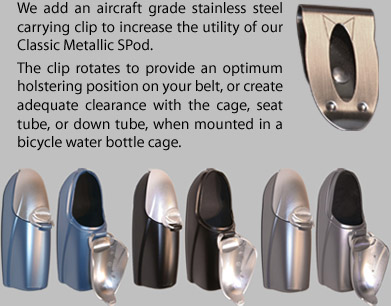 We add an aircraft grade stainless steel
carrying clip to increase the utility of our
Classic Metallic SPod.
The clip rotates to provide an optimum
holstering position on your belt, or create
adequate clearance with the cage, seat
tube, or down tube, when mounted in a
bicycle water bottle cage.